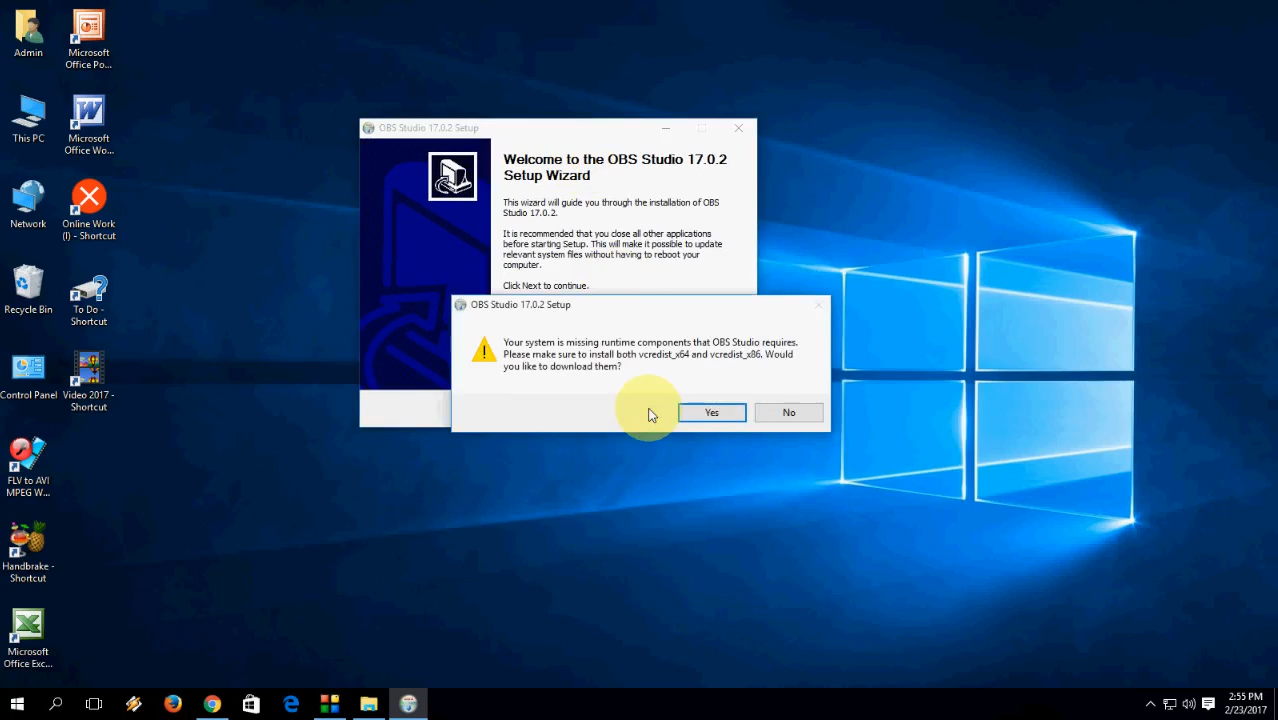 Admin
Microsoft
Office Po...
This PC
Microsoft
Office Wo...
Network
Online Work
(I) - Shortcut
Recycle Bin
To Do -
Shortcut
Control Panel
Video 2017 -
Shortcut
FLV to AVI
MPEG W...
Handbrake -
Shortcut
Microsoft
Office Exc...
OBS Studio 17.0.2 Setup
Welcome to the OBS Studio 17.0.2
Setup Wizard
This wizard will guide you through the installation of OBS
Studio 17.0.2.
It is recommended that you close all other applications
before starting Setup. This will make it possible to update
relevant system files without having to reboot your
computer.
Click Next to continue.
OBS Studio 17.0.2 Setup
Your system is missing runtime components that OBS Studio requires.
Please make sure to install both vcredist_x64 and vcredist_x86. Would
you like to download them?
Yes
No
2:55 PM
2/23/2017